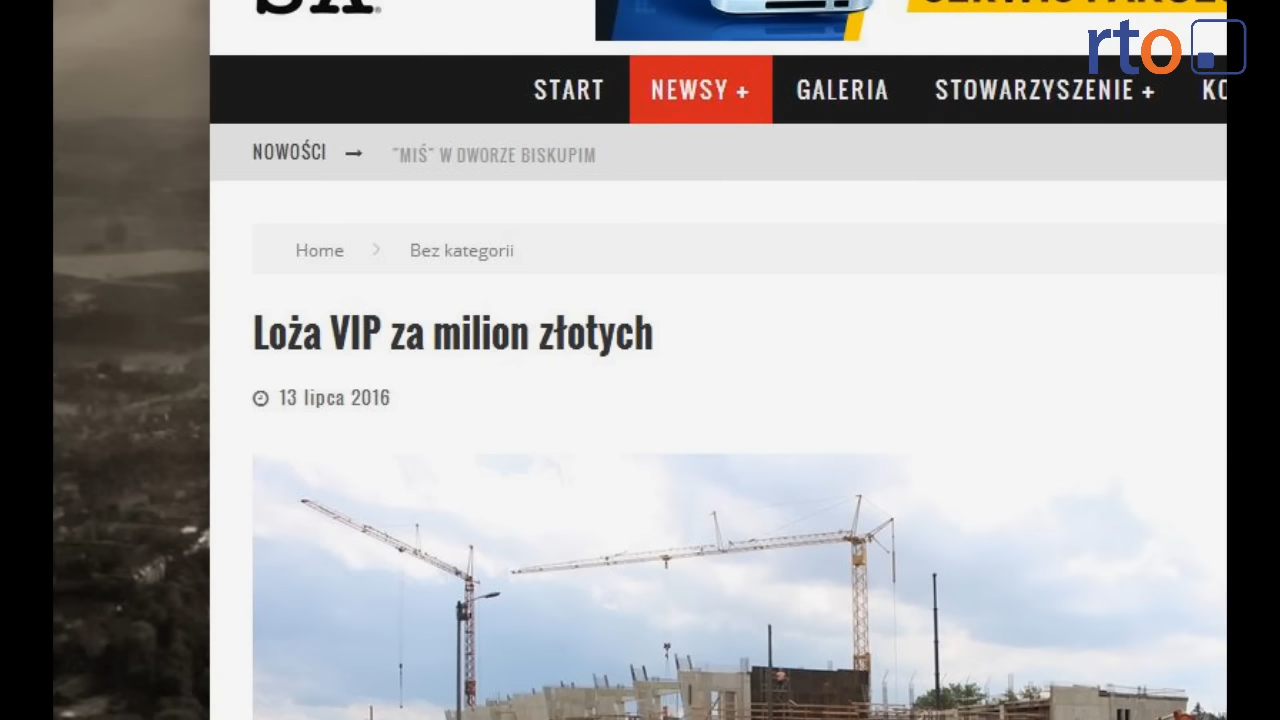 rto
START NEWSY + GALERIA STOWARZYSZENIE +
NOWOŚCI → "MIŚ" W DWORZE BISKUPIM
Home > Bez kategorii
Loża VIP za milion złotych
13 lipca 2016